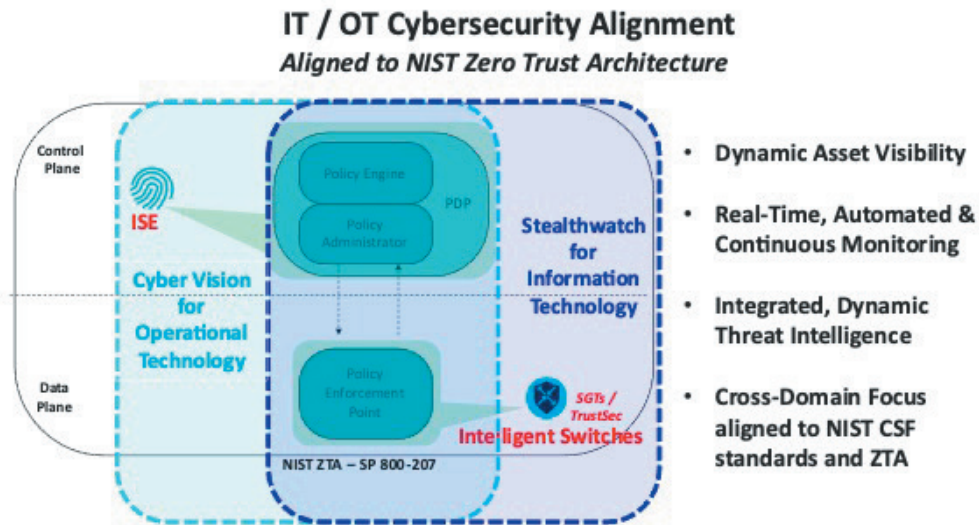 IT / OT Cybersecurity Alignment
Aligned to NIST Zero Trust Architecture
Control
Plane
ISE
Policy Engine
Policy
Administrator
PDP
Cyber Vision
for
Operational
Technology
Stealthwatch
for
Information
Technology
Data
Plane
Policy
Enforcement
Point
SGTs /
TrustSec
Intelligent Switches
NIST ZTA – SP 800-207
• Dynamic Asset Visibility
• Real-Time, Automated &
Continuous Monitoring
• Integrated, Dynamic
Threat Intelligence
• Cross-Domain Focus
aligned to NIST CSF
standards and ZTA